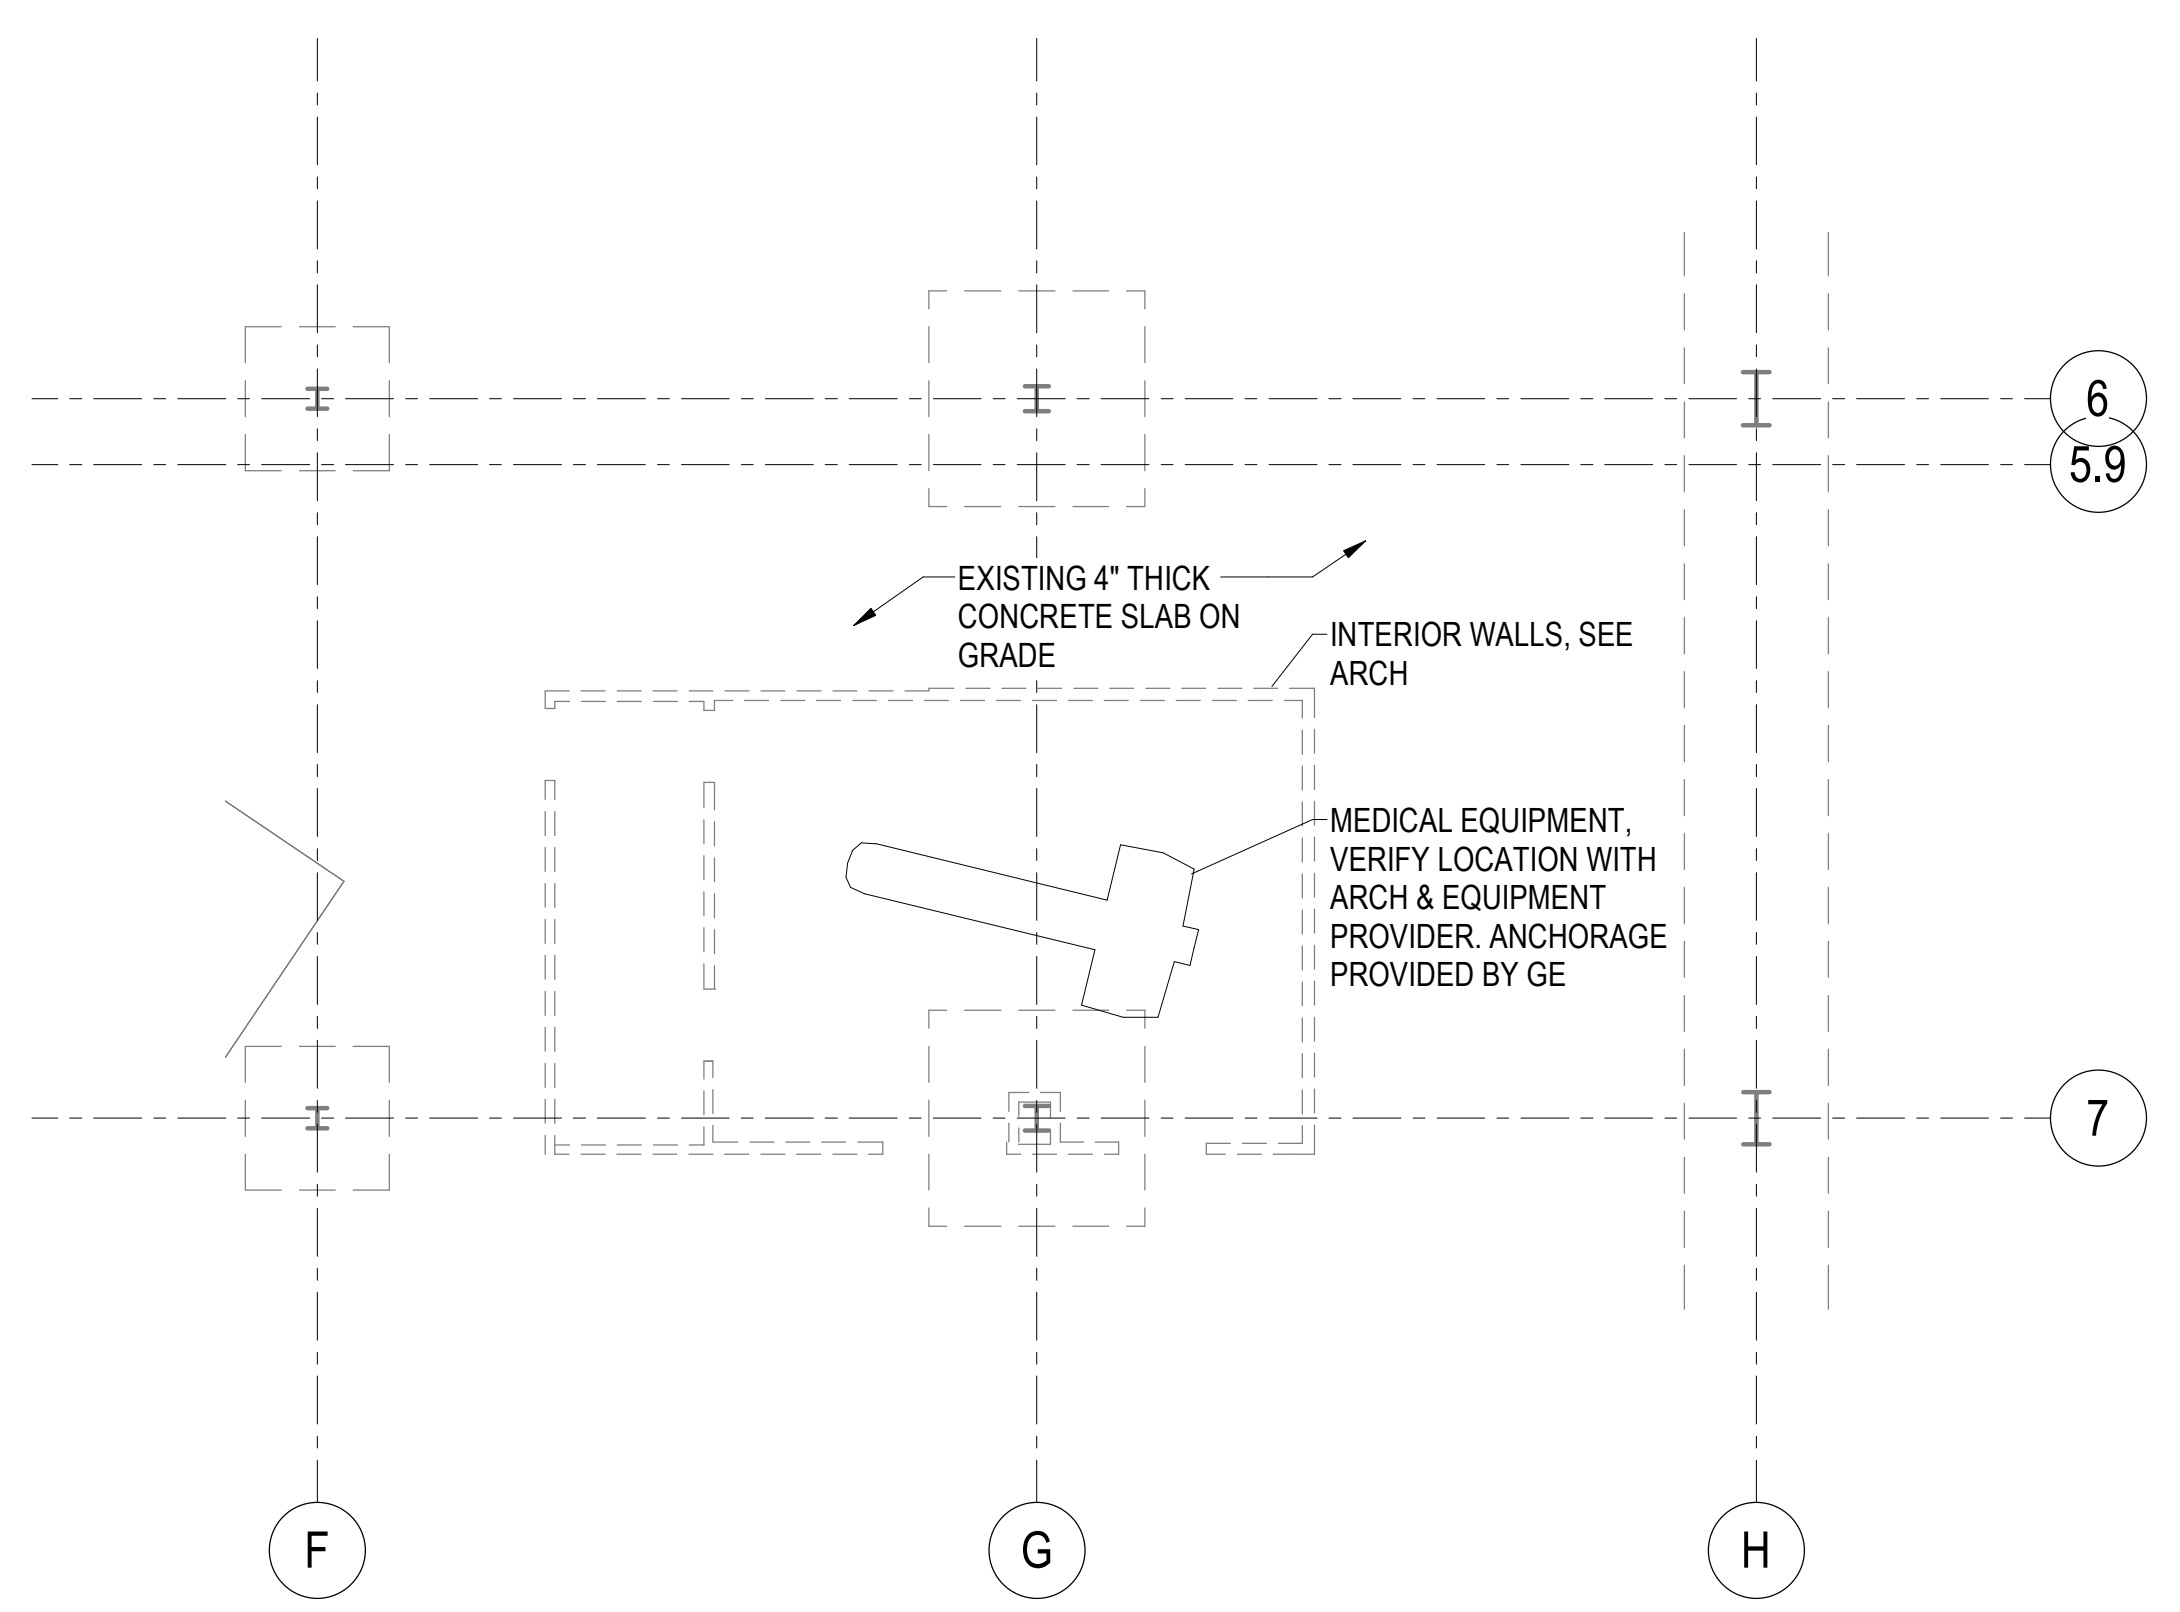 6
5.9
EXISTING 4" THICK
CONCRETE SLAB ON
GRADE
INTERIOR WALLS, SEE
ARCH
MEDICAL EQUIPMENT,
VERIFY LOCATION WITH
ARCH & EQUIPMENT
PROVIDER. ANCHORAGE
PROVIDED BY GE
7
F
G
H